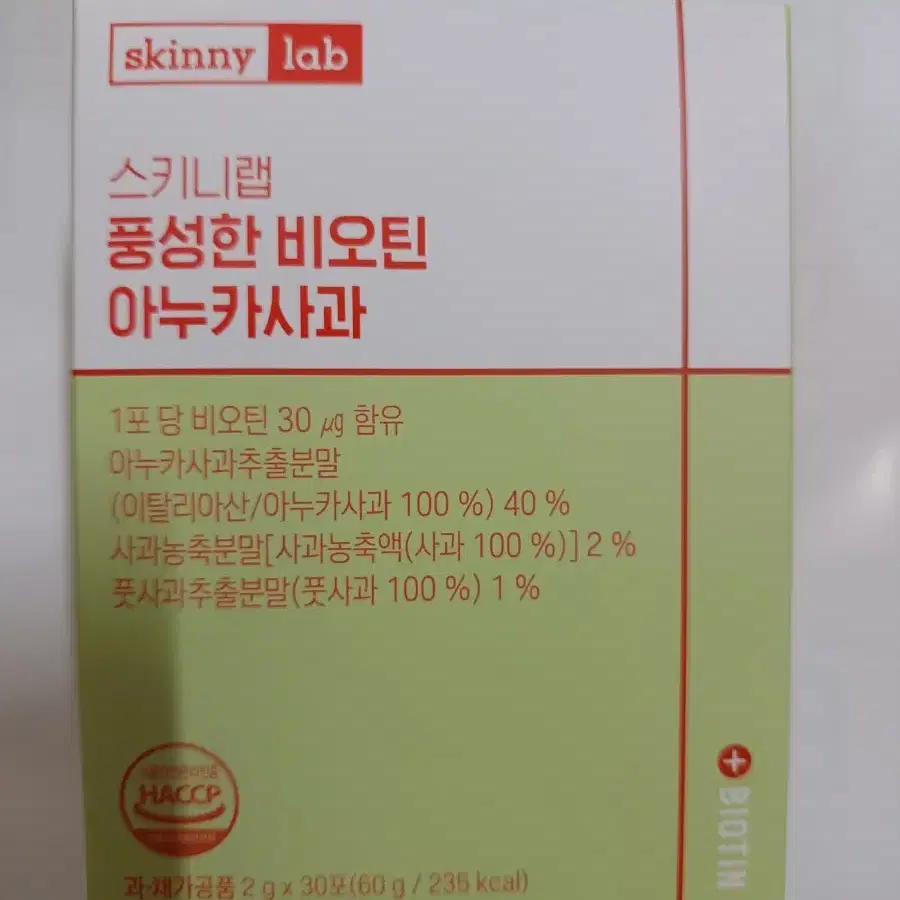 skinny lab
스키니랩
풍성한 비오틴
아누카사과
1포 당 비오틴 30 ㎍ 함유
아누카사과추출분말
(이탈리아산/아누카사과 100 %) 40 %
사과농축분말[사과농축액(사과 100 %)] 2 %
풋사과추출분말(풋사과 100 %) 1 %
HACCP
+ BIOTIN
과·채가공품 2 g x 30포(60 g / 235 kcal)